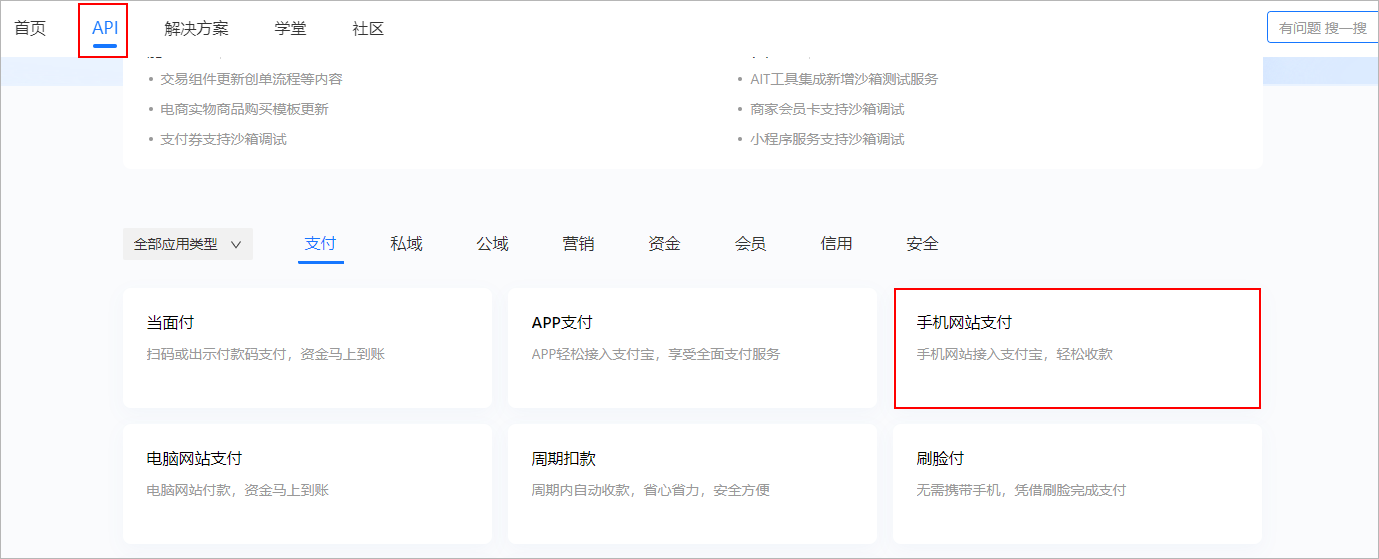 首页 API 解决方案 学堂 社区 有问题 搜一搜
• 交易组件更新创单流程等内容
• 电商实物商品购买模板更新
• 支付券支持沙箱调试
• AIT工具集成新增沙箱测试服务
• 商家会员卡支持沙箱调试
• 小程序服务支持沙箱调试
全部应用类型 支付 私域 公域 营销 资金 会员 信用 安全
当面付
扫码或出示付款码支付，资金马上到账
APP支付
APP轻松接入支付宝，享受全面支付服务
手机网站支付
手机网站接入支付宝，轻松收款
电脑网站支付
电脑网站付款，资金马上到账
周期扣款
周期内自动收款，省心省力，安全方便
刷脸付
无需携带手机，凭借刷脸完成支付